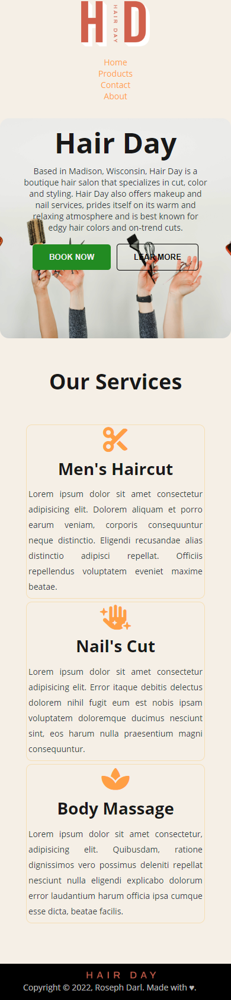 H HAIR DAY D
Home
Products
Contact
About
Hair Day
Based in Madison, Wisconsin, Hair Day is a
boutique hair salon that specializes in cut, color
and styling. Hair Day also offers makeup and
nail services, prides itself on its warm and
relaxing atmosphere and is best known for
edgy hair colors and on-trend cuts.
BOOK NOW LEAR MORE
Our Services
Men's Haircut
Lorem ipsum dolor sit amet consectetur
adipisicing elit. Dolorem aliquam et porro
earum veniam, corporis consequuntur
neque distinctio. Eligendi recusandae alias
distinctio adipisci repellat. Officiis
repellendus voluptatem eveniet maxime
beatae.
Nail's Cut
Lorem ipsum dolor sit amet consectetur
adipisicing elit. Error itaque debitis delectus
dolorem nihil fugit eum est nobis ipsam
voluptatem doloremque ducimus nesciunt
sint, eos harum nulla praesentium magni
consequuntur.
Body Massage
Lorem ipsum dolor sit amet consectetur,
adipisicing elit. Quibusdam, ratione
dignissimos vero possimus deleniti repellat
nesciunt nulla eligendi explicabo dolorum
error laudantium harum officia ipsa cumque
esse dicta, beatae facilis.
HAIR DAY
Copyright © 2022, Roseph Darl. Made with ♥.